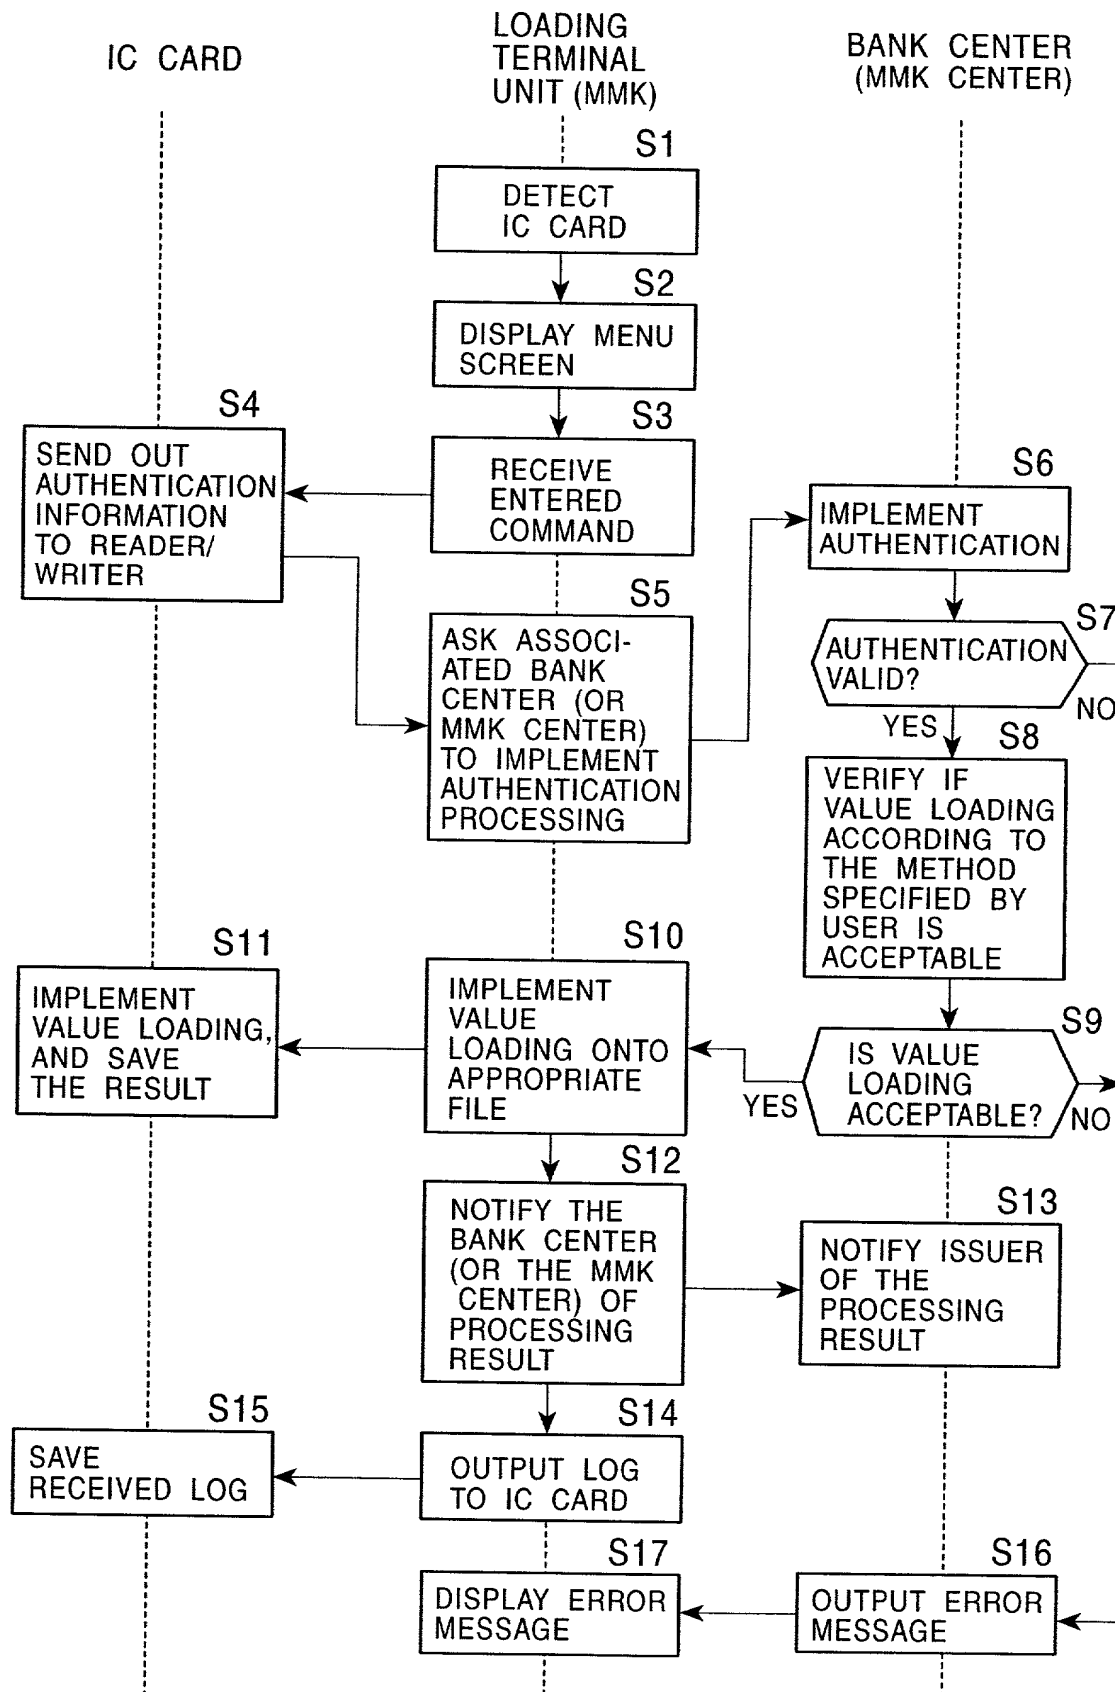 IC CARD
LOADING
TERMINAL
UNIT (MMK)
BANK CENTER
(MMK CENTER)
S1
DETECT
IC CARD
S2
DISPLAY MENU
SCREEN
S3
RECEIVE
ENTERED
COMMAND
S4
SEND OUT
AUTHENTICATION
INFORMATION
TO READER/
WRITER
S5
ASK ASSOCI-
ATED BANK
CENTER (OR
MMK CENTER)
TO IMPLEMENT
AUTHENTICATION
PROCESSING
S6
IMPLEMENT
AUTHENTICATION
S7
AUTHENTICATION
VALID?
NO
YES
S8
VERIFY IF
VALUE LOADING
ACCORDING TO
THE METHOD
SPECIFIED BY
USER IS
ACCEPTABLE
S9
IS VALUE
LOADING
ACCEPTABLE?
YES
NO
S10
IMPLEMENT
VALUE
LOADING ONTO
APPROPRIATE
FILE
S11
IMPLEMENT
VALUE LOADING,
AND SAVE
THE RESULT
S12
NOTIFY THE
BANK CENTER
(OR THE MMK
CENTER) OF
PROCESSING
RESULT
S13
NOTIFY ISSUER
OF THE
PROCESSING
RESULT
S14
OUTPUT LOG
TO IC CARD
S15
SAVE
RECEIVED LOG
S16
OUTPUT ERROR
MESSAGE
S17
DISPLAY ERROR
MESSAGE